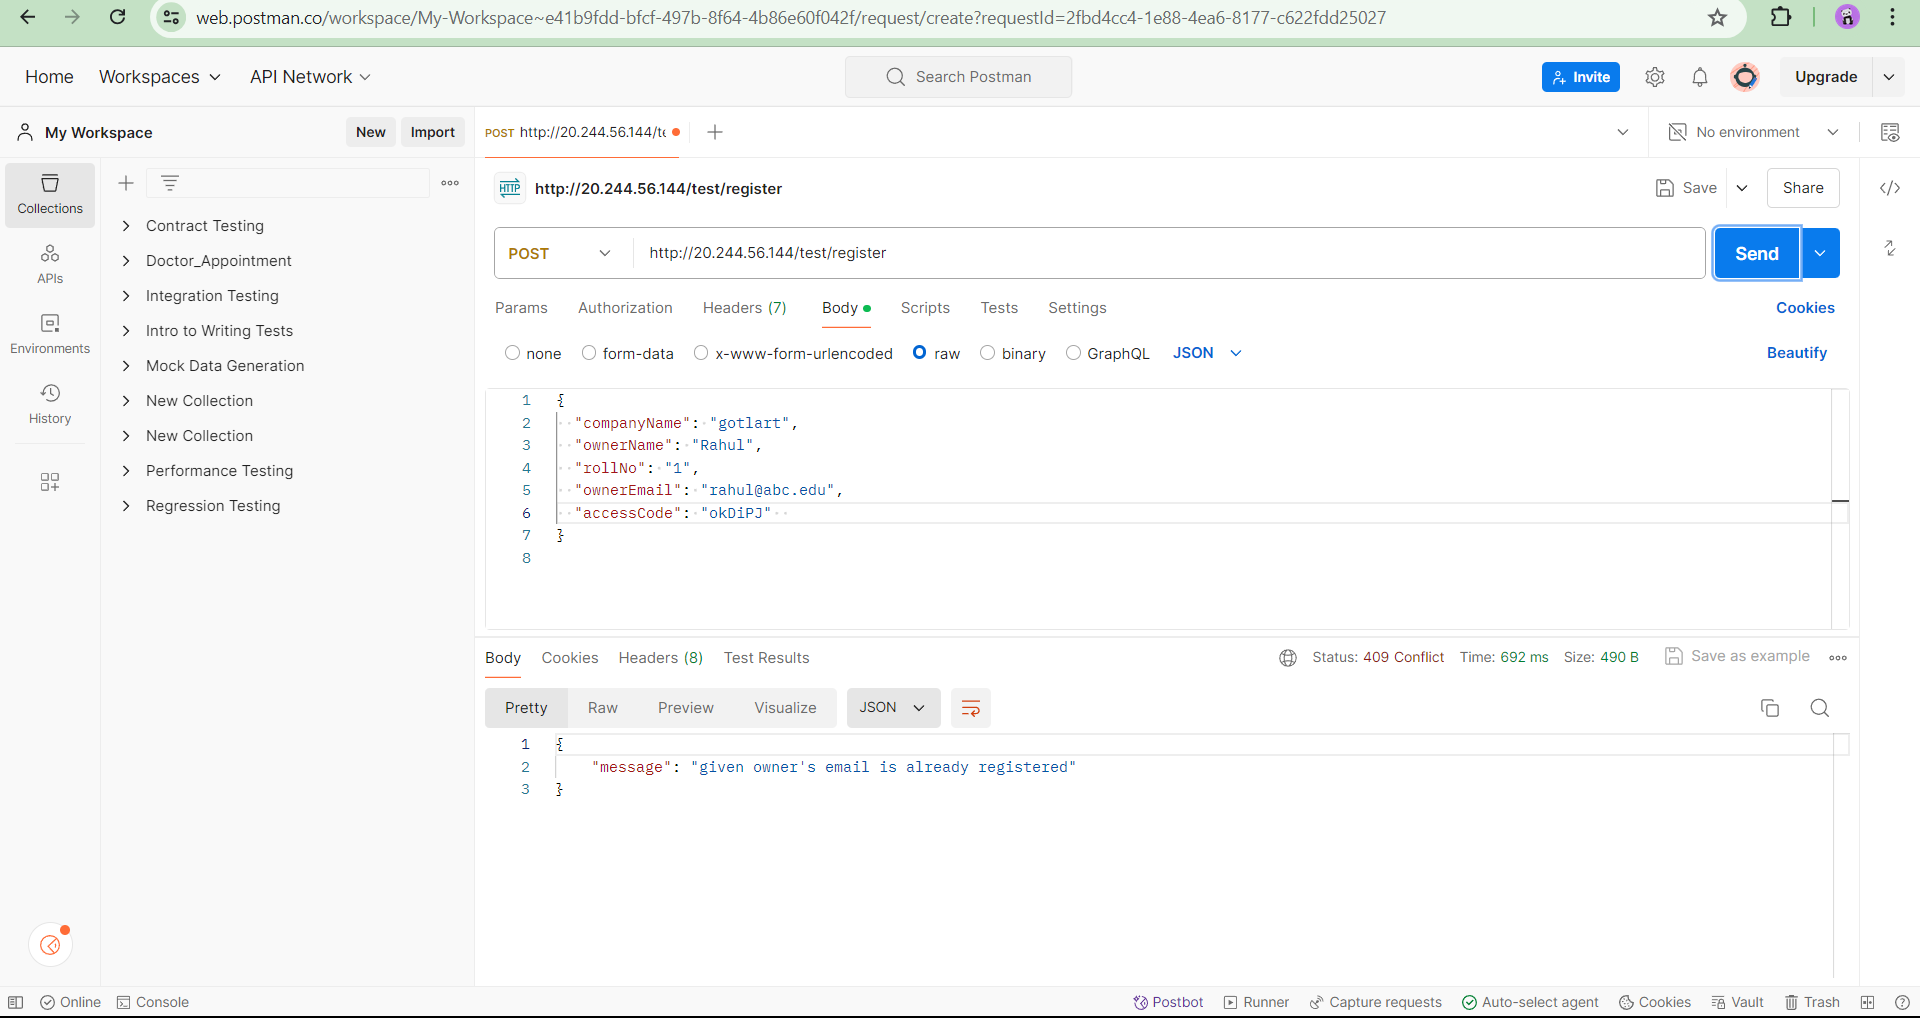 web.postman.co/workspace/My-Workspace~e41b9fdd-bfcf-497b-8f64-4b86e60f042f/request/create?requestId=2fbd4cc4-1e88-4ea6-8177-c622fdd25027
Home Workspaces API Network Search Postman Invite Upgrade
My Workspace New Import POST http://20.244.56.144/te No environment
Collections
APIs
Environments
History
Contract Testing
Doctor_Appointment
Integration Testing
Intro to Writing Tests
Mock Data Generation
New Collection
New Collection
Performance Testing
Regression Testing
HTTP http://20.244.56.144/test/register Save Share
POST http://20.244.56.144/test/register Send
Params Authorization Headers (7) Body Scripts Tests Settings Cookies
none form-data x-www-form-urlencoded raw binary GraphQL JSON Beautify
1 {
2 "companyName": "gotlart",
3 "ownerName": "Rahul",
4 "rollNo": "1",
5 "ownerEmail": "rahul@abc.edu",
6 "accessCode": "okDiPJ"
7 }
8
Body Cookies Headers (8) Test Results Status: 409 Conflict Time: 692 ms Size: 490 B Save as example
Pretty Raw Preview Visualize JSON
1 {
2 "message": "given owner's email is already registered"
3 }
Online Console Postbot Runner Capture requests Auto-select agent Cookies Vault Trash